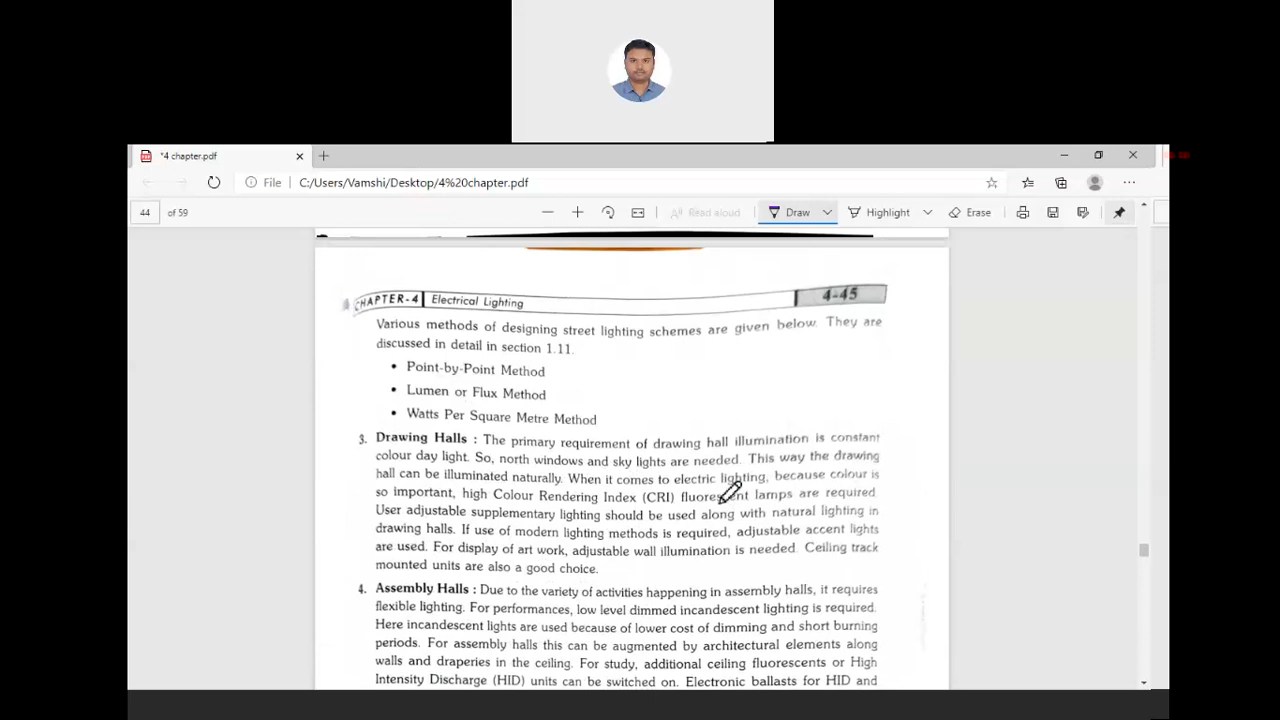 *4 chapter.pdf
File C:/Users/Vamshi/Desktop/4%20chapter.pdf
44 of 59 Read aloud Draw Highlight Erase
CHAPTER-4 Electrical Lighting 4-45
Various methods of designing street lighting schemes are given below. They are
discussed in detail in section 1.11.
• Point-by-Point Method
• Lumen or Flux Method
• Watts Per Square Metre Method
3. Drawing Halls : The primary requirement of drawing hall illumination is constant
colour day light. So, north windows and sky lights are needed. This way the drawing
hall can be illuminated naturally. When it comes to electric lighting, because colour is
so important, high Colour Rendering Index (CRI) fluorescent lamps are required.
User adjustable supplementary lighting should be used along with natural lighting in
drawing halls. If use of modern lighting methods is required, adjustable accent lights
are used. For display of art work, adjustable wall illumination is needed. Ceiling track
mounted units are also a good choice.
4. Assembly Halls : Due to the variety of activities happening in assembly halls, it requires
flexible lighting. For performances, low level dimmed incandescent lighting is required.
Here incandescent lights are used because of lower cost of dimming and short burning
periods. For assembly halls this can be augmented by architectural elements along
walls and draperies in the ceiling. For study, additional ceiling fluorescents or High
Intensity Discharge (HID) units can be switched on. Electronic ballasts for HID and